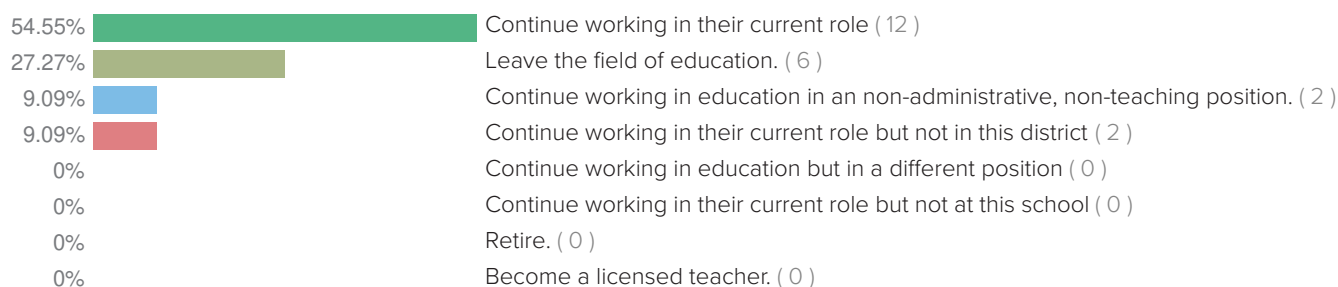 54.55% Continue working in their current role ( 12 )
27.27% Leave the field of education. ( 6 )
9.09% Continue working in education in an non-administrative, non-teaching position. ( 2 )
9.09% Continue working in their current role but not in this district ( 2 )
0% Continue working in education but in a different position ( 0 )
0% Continue working in their current role but not at this school ( 0 )
0% Retire. ( 0 )
0% Become a licensed teacher. ( 0 )